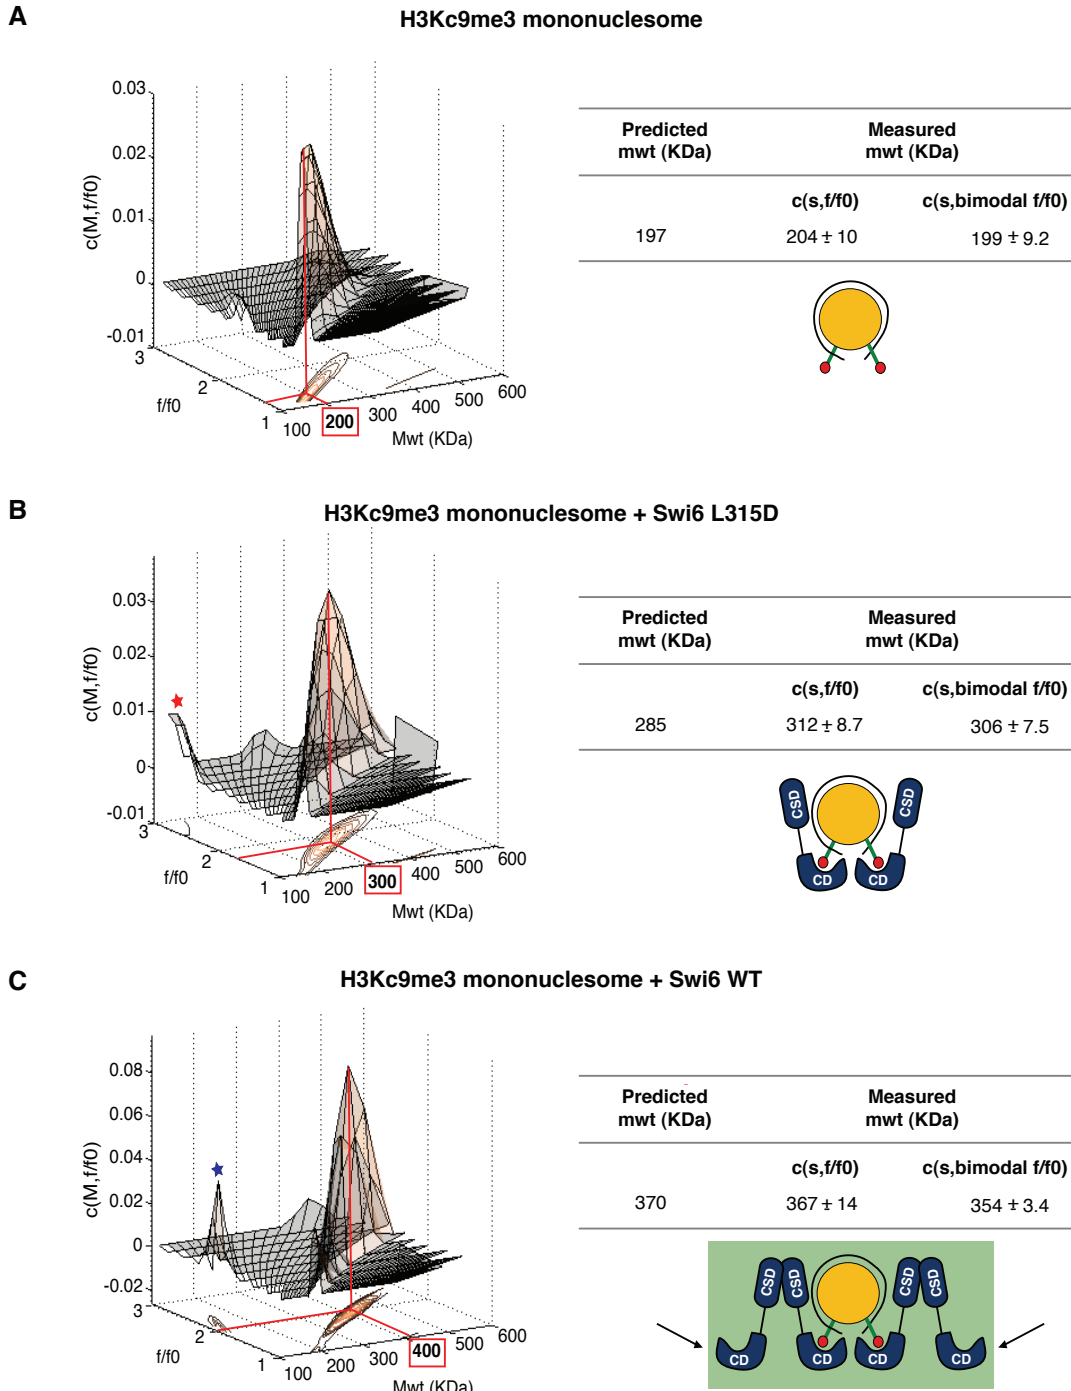 A
H3Kc9me3 mononuclesome
0.03
0.02
0.01
0
-0.01
c(M,f/f0)
3
2
1
f/f0
100
200
300
400
500
600
Mwt (KDa)
Predicted mwt (KDa)
Measured mwt (KDa)
c(s,f/f0)
c(s,bimodal f/f0)
197
204 ± 10
199 ± 9.2
B
H3Kc9me3 mononuclesome + Swi6 L315D
0.03
0.02
0.01
0
-0.01
c(M,f/f0)
3
2
1
f/f0
100
200
300
400
500
600
Mwt (KDa)
Predicted mwt (KDa)
Measured mwt (KDa)
c(s,f/f0)
c(s,bimodal f/f0)
285
312 ± 8.7
306 ± 7.5
CSD
CSD
CD
CD
C
H3Kc9me3 mononuclesome + Swi6 WT
0.08
0.06
0.04
0.02
0
-0.02
c(M,f/f0)
3
2
1
f/f0
100
200
300
400
500
600
Mwt (KDa)
Predicted mwt (KDa)
Measured mwt (KDa)
c(s,f/f0)
c(s,bimodal f/f0)
370
367 ± 14
354 ± 3.4
CSD
CSD
CSD
CSD
CD
CD
CD
CD